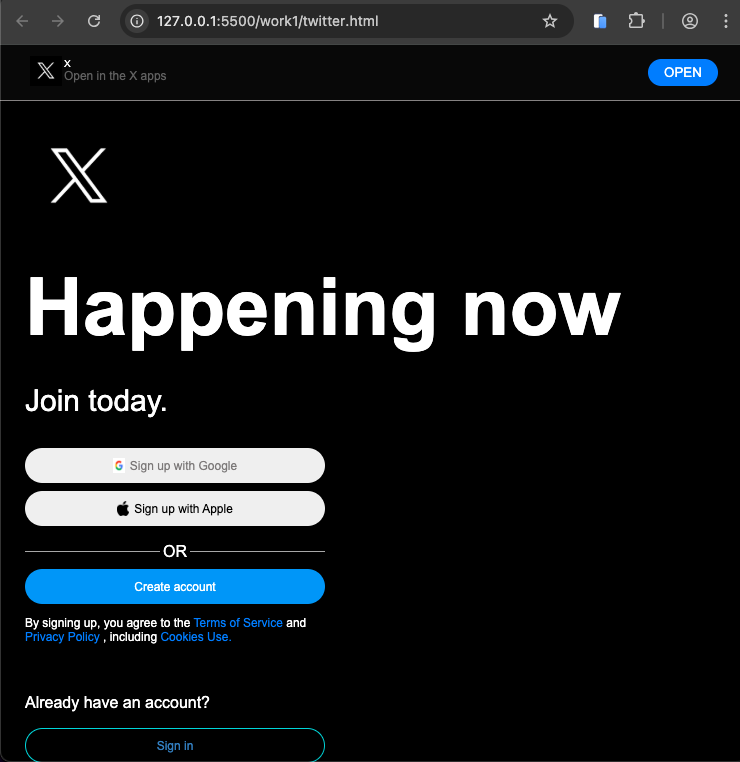 127.0.0.1:5500/work1/twitter.html
x
Open in the X apps
OPEN
Happening now
Join today.
Sign up with Google
Sign up with Apple
OR
Create account
By signing up, you agree to the Terms of Service and
Privacy Policy , including Cookies Use.
Already have an account?
Sign in